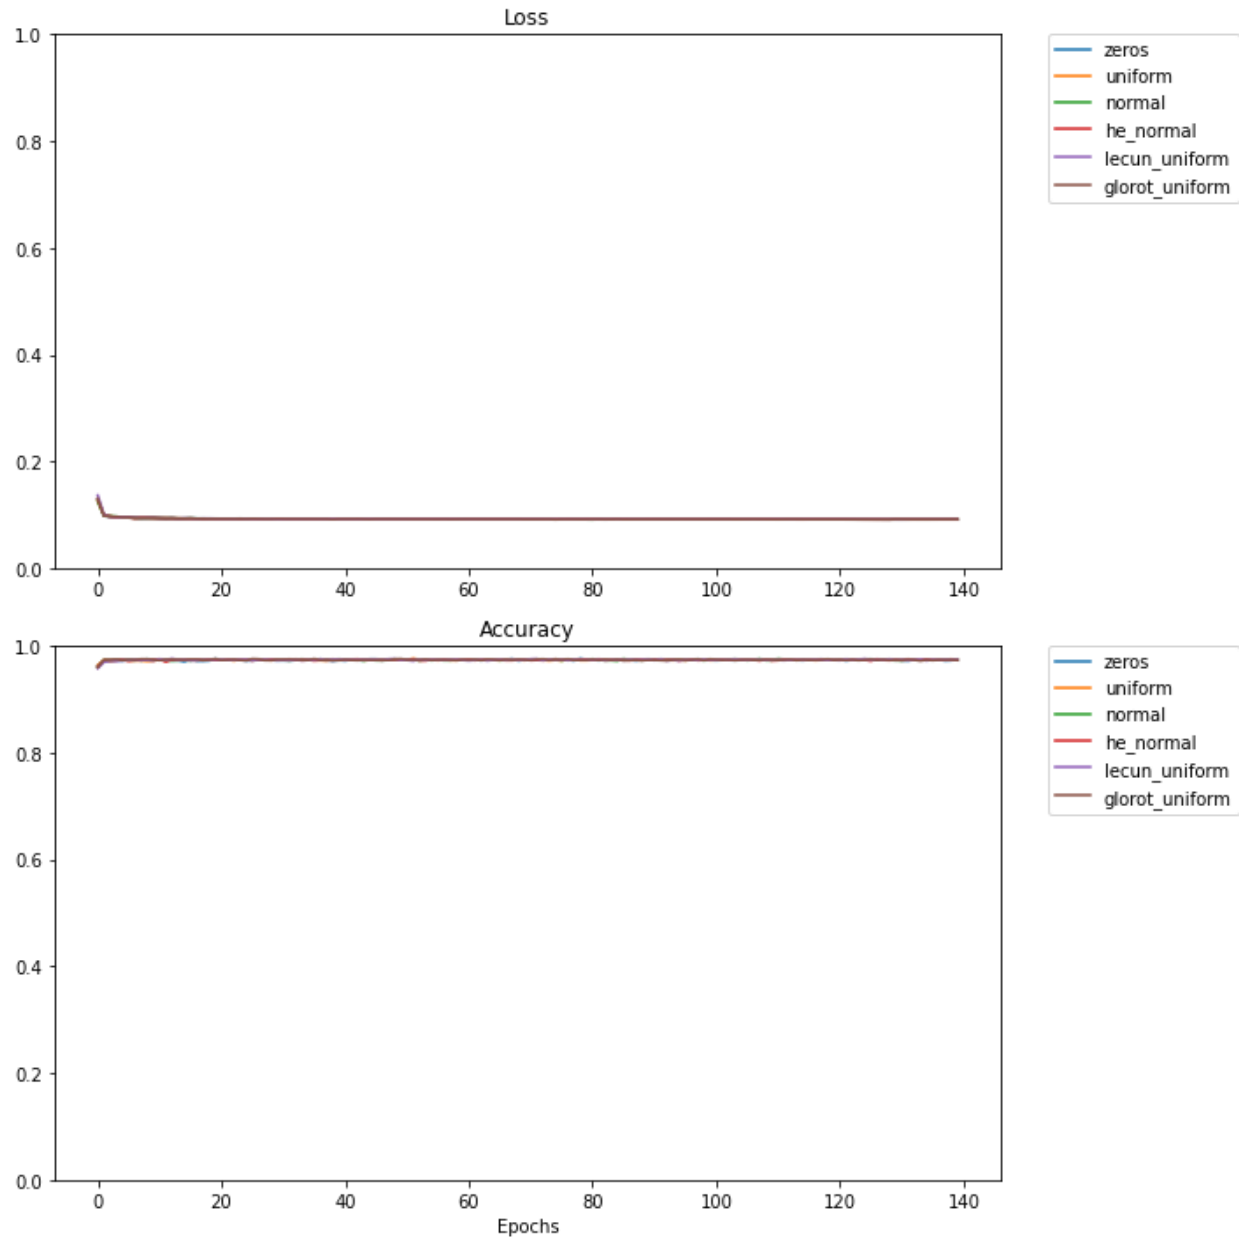 Loss
1.0
0.8
0.6
0.4
0.2
0.0
0 20 40 60 80 100 120 140
zeros
uniform
normal
he_normal
lecun_uniform
glorot_uniform
Accuracy
1.0
0.8
0.6
0.4
0.2
0.0
0 20 40 60 80 100 120 140
Epochs
zeros
uniform
normal
he_normal
lecun_uniform
glorot_uniform